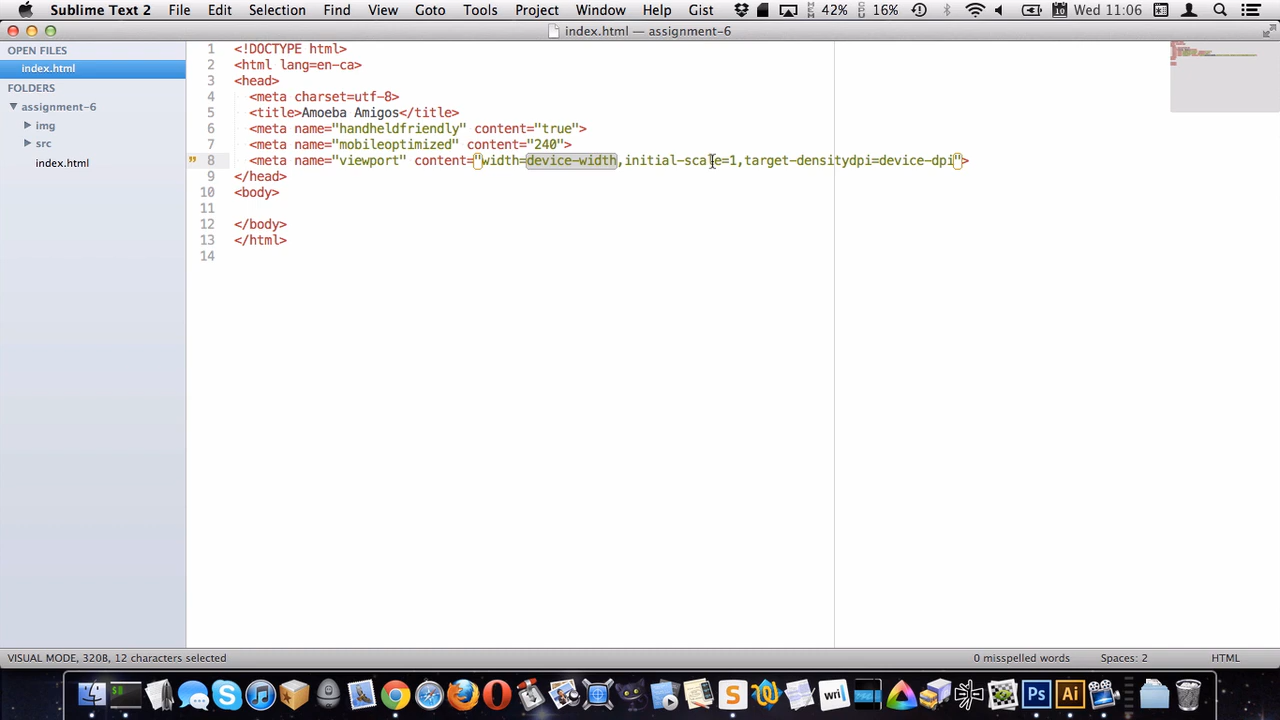 Sublime Text 2 File Edit Selection Find View Goto Tools Project Window Help Gist 42% 16% Wed 11:06
index.html — assignment-6
OPEN FILES
index.html
FOLDERS
assignment-6
img
src
index.html
1 <!DOCTYPE html>
2 <html lang=en-ca>
3 <head>
4 <meta charset=utf-8>
5 <title>Amoeba Amigos</title>
6 <meta name="handheldfriendly" content="true">
7 <meta name="mobileoptimized" content="240">
8 <meta name="viewport" content="width=device-width,initial-scale=1,target-densitydpi=device-dpi">
9 </head>
10 <body>
11
12 </body>
13 </html>
14
VISUAL MODE, 320B, 12 characters selected 0 misspelled words Spaces: 2 HTML
wri Ps Ai